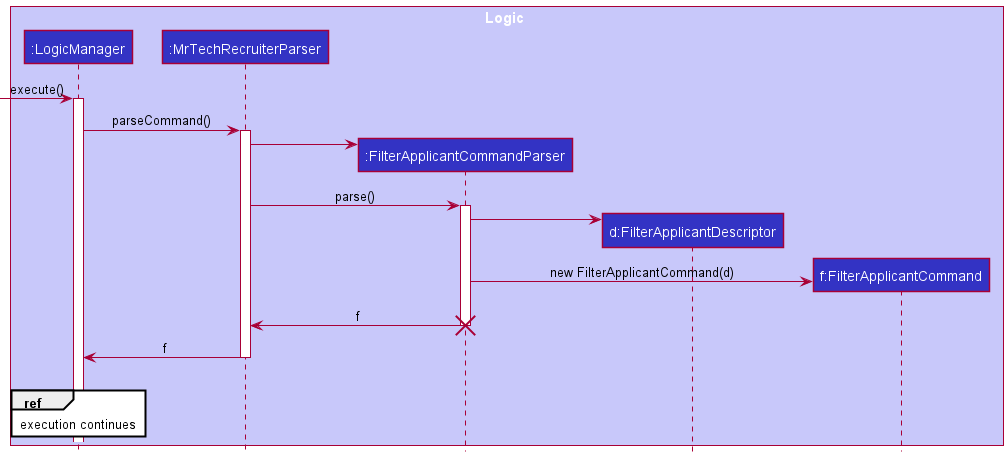 Logic
:LogicManager
:MrTechRecruiterParser
execute()
parseCommand()
:FilterApplicantCommandParser
parse()
d:FilterApplicantDescriptor
new FilterApplicantCommand(d)
f:FilterApplicantCommand
f
f
ref
execution continues